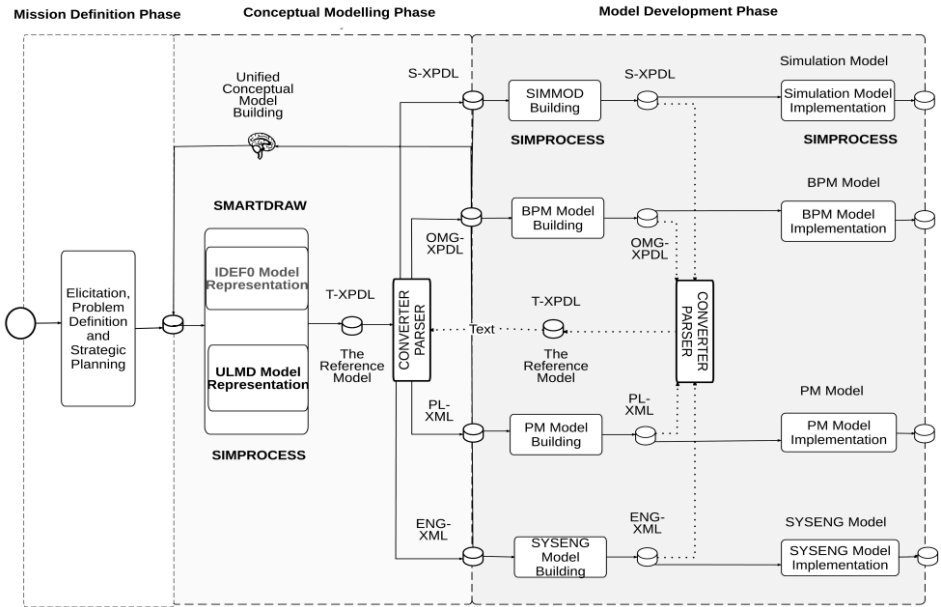 Mission Definition Phase
Conceptual Modelling Phase
Model Development Phase
Unified
Conceptual
Model
Building
S-XPDL
SIMMOD
Building
SIMPROCESS
S-XPDL
Simulation Model
Simulation Model
Implementation
SIMPROCESS
SMARTDRAW
OMG-
XPDL
BPM Model
Building
OMG-
XPDL
BPM Model
BPM Model
Implementation
Elicitation,
Problem
Definition
and
Strategic
Planning
IDEF0 Model
Representation
ULMD Model
Representation
SIMPROCESS
T-XPDL
The
Reference
Model
CONVERTER
PARSER
Text
T-XPDL
The
Reference
Model
CONVERTER
PARSER
PL-
XML
PM Model
Building
PL-
XML
PM Model
PM Model
Implementation
ENG-
XML
SYSENG
Model
Building
ENG-
XML
SYSENG Model
SYSENG Model
Implementation